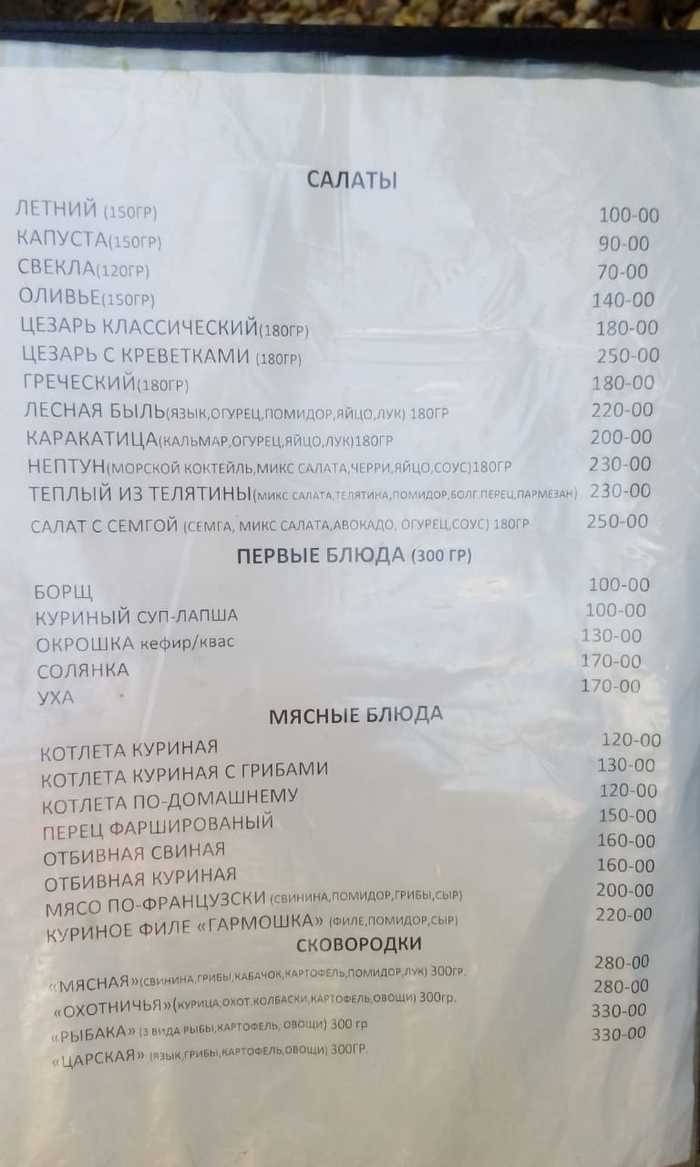 САЛАТЫ
ЛЕТНИЙ (150ГР) 100-00
КАПУСТА(150ГР) 90-00
СВЕКЛА(120ГР) 70-00
ОЛИВЬЕ(150ГР) 140-00
ЦЕЗАРЬ КЛАССИЧЕСКИЙ(180ГР) 180-00
ЦЕЗАРЬ С КРЕВЕТКАМИ (180ГР) 250-00
ГРЕЧЕСКИЙ(180ГР) 180-00
ЛЕСНАЯ БЫЛЬ(ЯЗЫК,ОГУРЕЦ,ПОМИДОР,ЯЙЦО,ЛУК) 180ГР 220-00
КАРАКАТИЦА(КАЛЬМАР,ОГУРЕЦ,ЯЙЦО,ЛУК)180ГР 200-00
НЕПТУН(МОРСКОЙ КОКТЕЙЛЬ,МИКС САЛАТА,ЧЕРРИ,ЯЙЦО,СОУС)180ГР 230-00
ТЕПЛЫЙ ИЗ ТЕЛЯТИНЫ(МИКС САЛАТА,ТЕЛЯТИНА,ПОМИДОР,БОЛГ.ПЕРЕЦ,ПАРМЕЗАН) 230-00
САЛАТ С СЕМГОЙ (СЕМГА, МИКС САЛАТА,АВОКАДО, ОГУРЕЦ,СОУС) 180ГР 250-00
ПЕРВЫЕ БЛЮДА (300 ГР)
БОРЩ 100-00
КУРИНЫЙ СУП-ЛАПША 100-00
ОКРОШКА кефир/квас 130-00
СОЛЯНКА 170-00
УХА 170-00
МЯСНЫЕ БЛЮДА
КОТЛЕТА КУРИНАЯ 120-00
КОТЛЕТА КУРИНАЯ С ГРИБАМИ 130-00
КОТЛЕТА ПО-ДОМАШНЕМУ 120-00
ПЕРЕЦ ФАРШИРОВАНЫЙ 150-00
ОТБИВНАЯ СВИНАЯ 160-00
ОТБИВНАЯ КУРИНАЯ 160-00
МЯСО ПО-ФРАНЦУЗСКИ (СВИНИНА,ПОМИДОР,ГРИБЫ,СЫР) 200-00
КУРИНОЕ ФИЛЕ «ГАРМОШКА» (ФИЛЕ,ПОМИДОР,СЫР) 220-00
СКОВОРОДКИ
«МЯСНАЯ»(СВИНИНА,ГРИБЫ,КАБАЧОК,КАРТОФЕЛЬ,ПОМИДОР,ЛУК) 300гр. 280-00
«ОХОТНИЧЬЯ»(КУРИЦА,ОХОТ.КОЛБАСКИ,КАРТОФЕЛЬ,ОВОЩИ) 300гр. 280-00
«РЫБАКА» (3 ВИДА РЫБЫ,КАРТОФЕЛЬ, ОВОЩИ) 300 гр 330-00
«ЦАРСКАЯ» (ЯЗЫК,ГРИБЫ,КАРТОФЕЛЬ,ОВОЩИ) 300ГР. 330-00